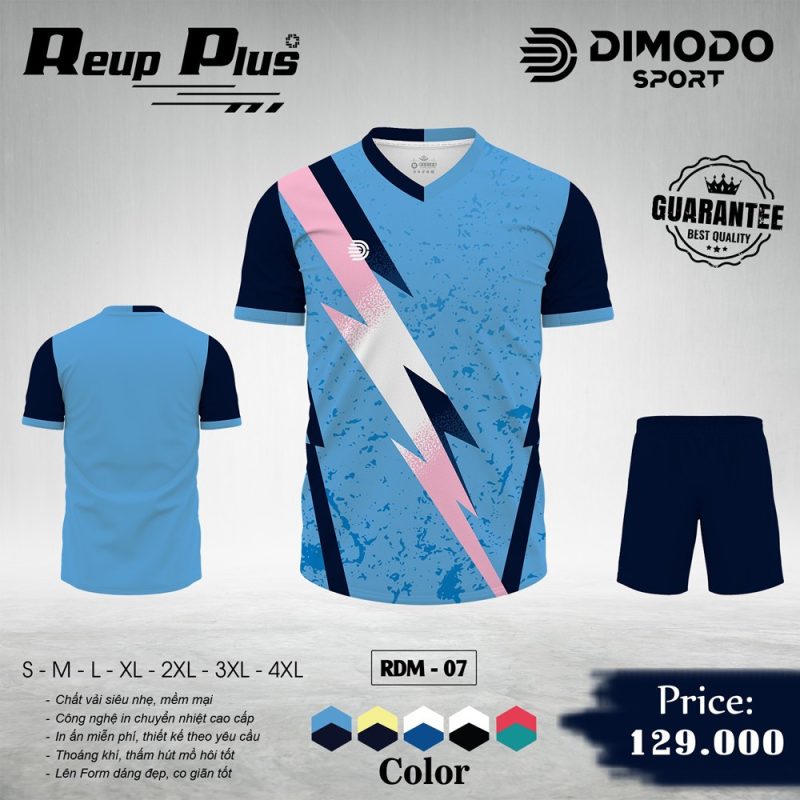 Reup Plus
DIMODO
SPORT
GUARANTEE
BEST QUALITY
S - M - L - XL - 2XL - 3XL - 4XL
RDM - 07
- Chất vải siêu nhẹ, mềm mại
- Công nghệ in chuyển nhiệt cao cấp
- In ấn miễn phí, thiết kế theo yêu cầu
- Thoáng khí, thấm hút mồ hôi tốt
- Lên Form dáng đẹp, co giãn tốt
Color
Price:
129.000